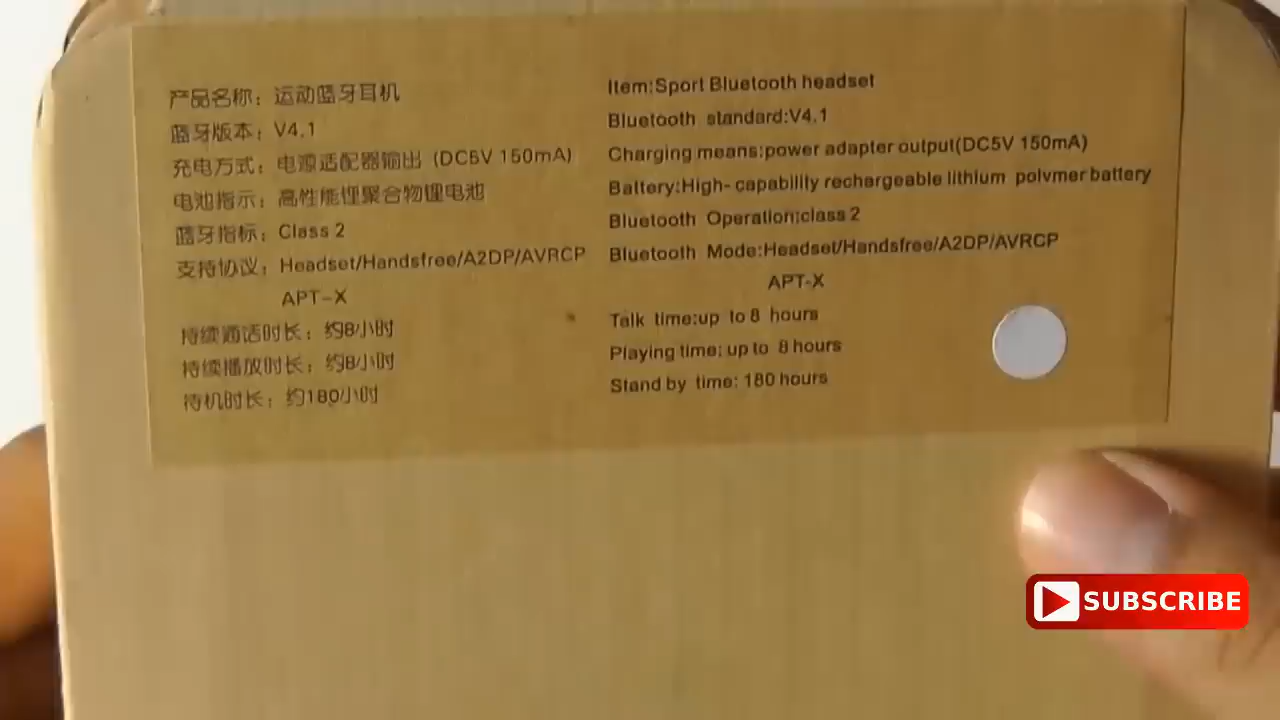 产品名称：运动蓝牙耳机
蓝牙版本：V4.1
充电方式：电源适配器输出 (DC5V 150mA)
电池指示：高性能锂聚合物锂电池
蓝牙指标：Class 2
支持协议：Headset/Handsfree/A2DP/AVRCP
APT-X
持续通话时长：约8小时
持续播放时长：约8小时
待机时长：约180小时
Item:Sport Bluetooth headset
Bluetooth standard:V4.1
Charging means:power adapter output(DC5V 150mA)
Battery:High- capability rechargeable lithium polvmer battery
Bluetooth Operation:class 2
Bluetooth Mode:Headset/Handsfree/A2DP/AVRCP
APT-X
Talk time:up to 8 hours
Playing time: up to 8 hours
Stand by time: 180 hours
SUBSCRIBE